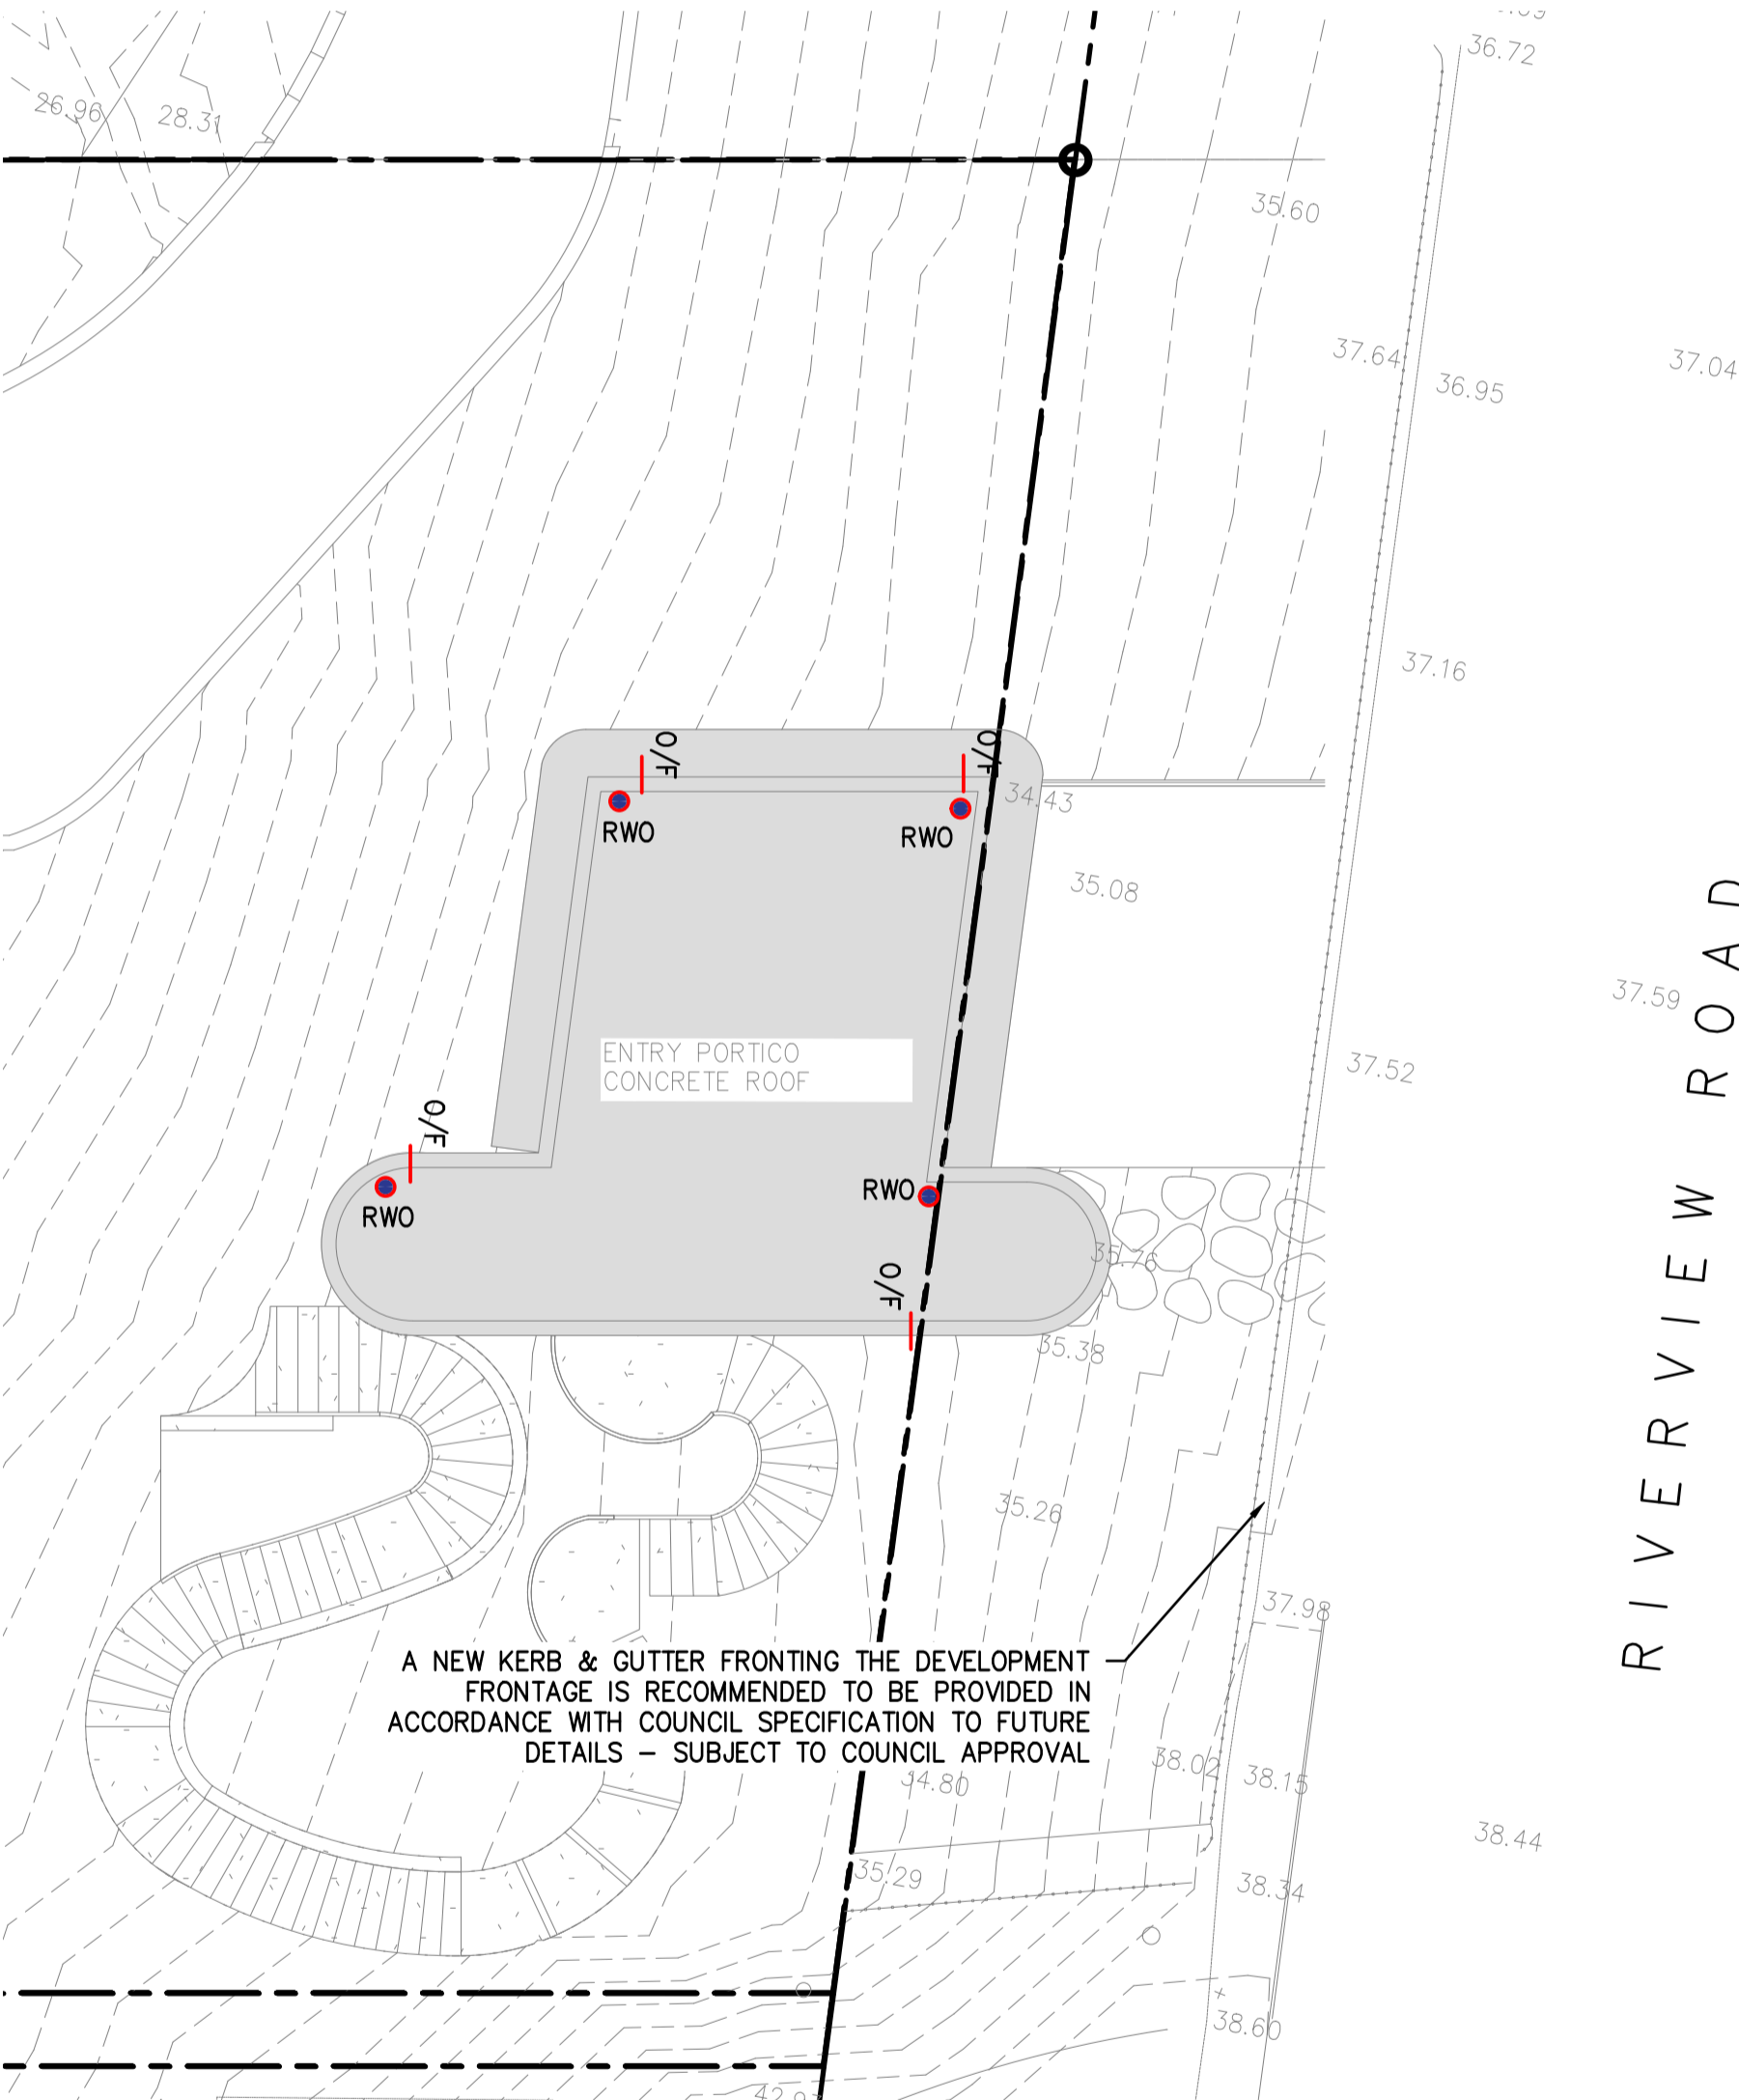 36.72
26.96
28.31
35.60
37.64
37.04
36.95
37.16
O/F
O/F
34.43
RWO
RWO
35.08
RIVERVIEW ROAD
37.59
ENTRY PORTICO
CONCRETE ROOF
37.52
O/F
RWO
RWO
35.76
O/F
35.38
35.26
37.98
A NEW KERB & GUTTER FRONTING THE DEVELOPMENT
FRONTAGE IS RECOMMENDED TO BE PROVIDED IN
ACCORDANCE WITH COUNCIL SPECIFICATION TO FUTURE
DETAILS – SUBJECT TO COUNCIL APPROVAL
38.02
38.15
34.80
38.44
35.29
38.34
38.60